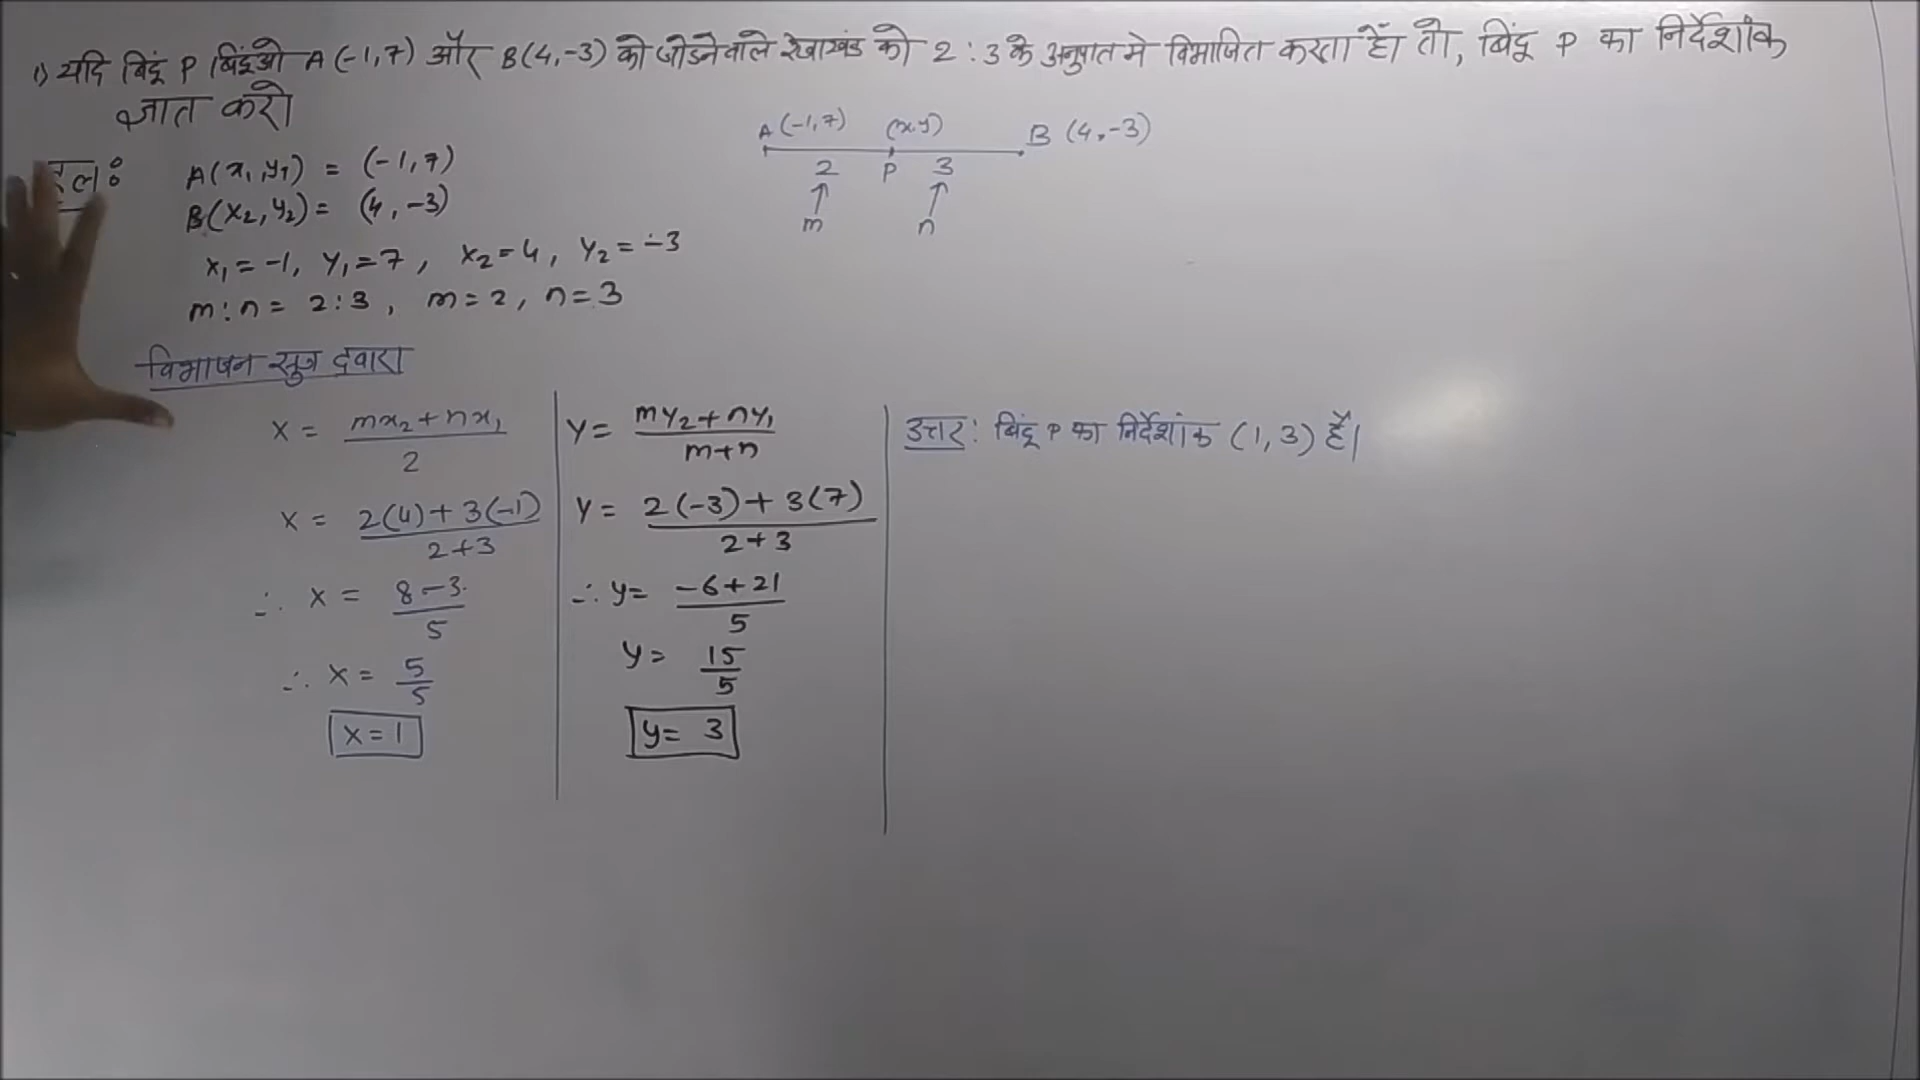 1) यदि बिंदू P बिंदूओ A (-1,7) और B(4,-3) को जोडनेवाले रेखाखंड को 2:3 के अनुपात मे विभाजित करता हैं। तो, बिंदू P का निर्देशांक
ज्ञात करो।
A(-1,7) (x,y) B (4,-3)
2 P 3
m n
हल:
A(x₁,y₁) = (-1,7)
B(x₂,y₂) = (4,-3)
x₁=-1, y₁=7, x₂=4, y₂=-3
m:n = 2:3, m=2, n=3
विभाजन सुत्र द्वारा
x = mx₂+nx₁ / 2
x = 2(4)+3(-1) / 2+3
∴ x = 8-3 / 5
∴ x = 5/5
x=1
y = my₂+ny₁ / m+n
y = 2(-3)+3(7) / 2+3
∴ y = -6+21 / 5
y = 15/5
y = 3
उत्तर: बिंदू P का निर्देशांक (1,3) हैं।